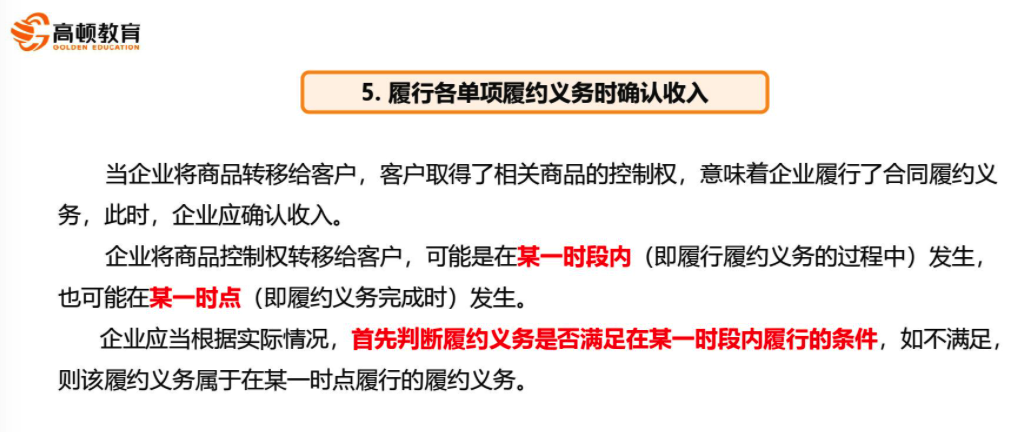 高顿教育
GOLDEN EDUCATION
5. 履行各单项履约义务时确认收入
当企业将商品转移给客户，客户取得了相关商品的控制权，意味着企业履行了合同履约义
务，此时，企业应确认收入。
企业将商品控制权转移给客户，可能是在某一时段内（即履行履约义务的过程中）发生，
也可能在某一时点（即履约义务完成时）发生。
企业应当根据实际情况，首先判断履约义务是否满足在某一时段内履行的条件，如不满足，
则该履约义务属于在某一时点履行的履约义务。